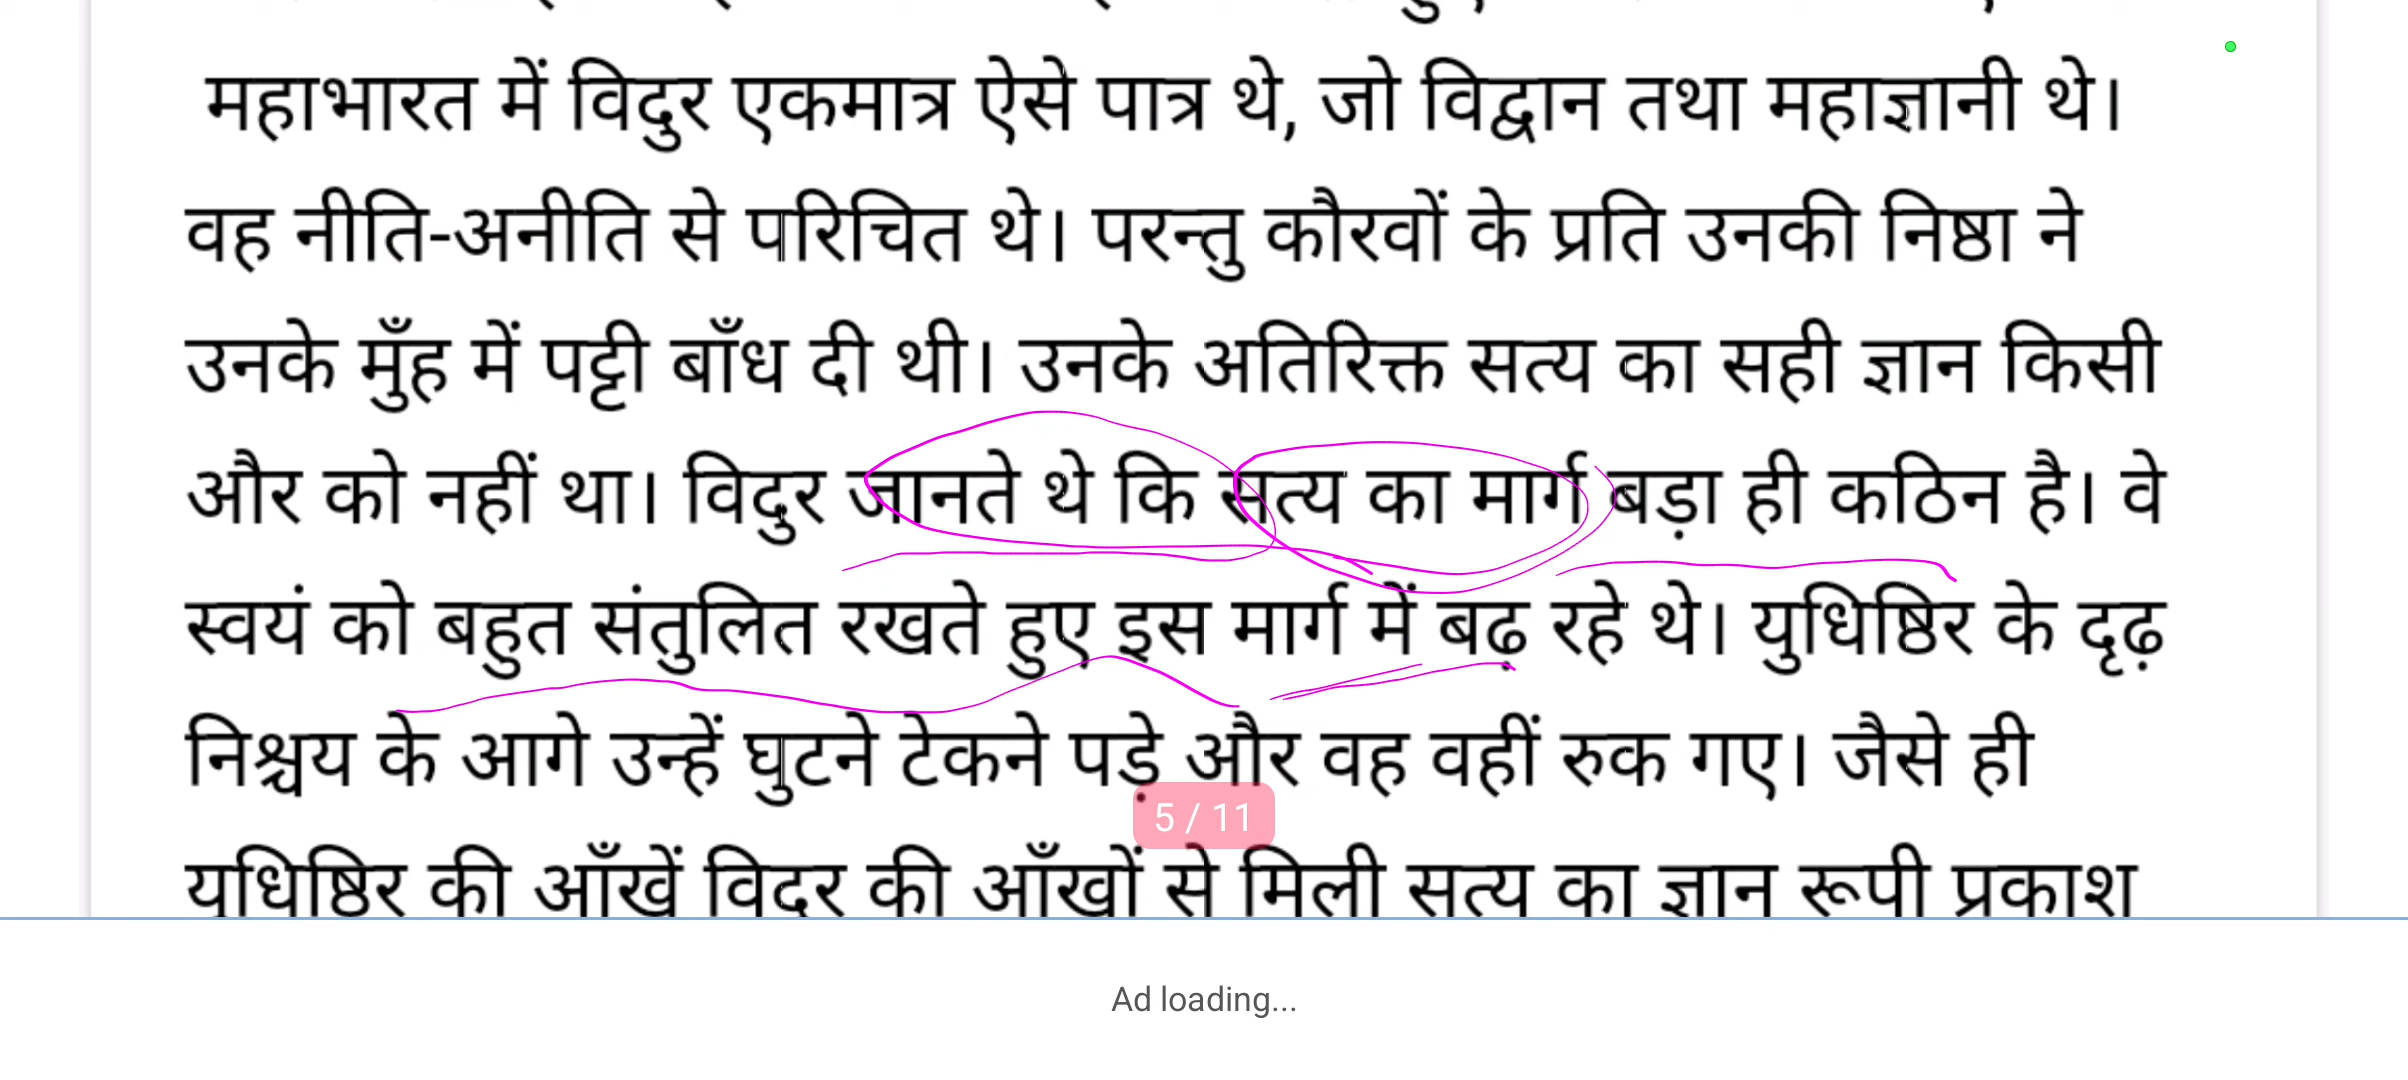 महाभारत में विदुर एकमात्र ऐसे पात्र थे, जो विद्वान तथा महाज्ञानी थे।
वह नीति-अनीति से परिचित थे। परन्तु कौरवों के प्रति उनकी निष्ठा ने
उनके मुँह में पट्टी बाँध दी थी। उनके अतिरिक्त सत्य का सही ज्ञान किसी
और को नहीं था। विदुर जानते थे कि सत्य का मार्ग बड़ा ही कठिन है। वे
स्वयं को बहुत संतुलित रखते हुए इस मार्ग में बढ़ रहे थे। युधिष्ठिर के दृढ़
निश्चय के आगे उन्हें घुटने टेकने पड़े और वह वहीं रुक गए। जैसे ही
5 / 11
युधिष्ठिर की आँखें विदुर की आँखों से मिली सत्य का ज्ञान रूपी प्रकाश
Ad loading...